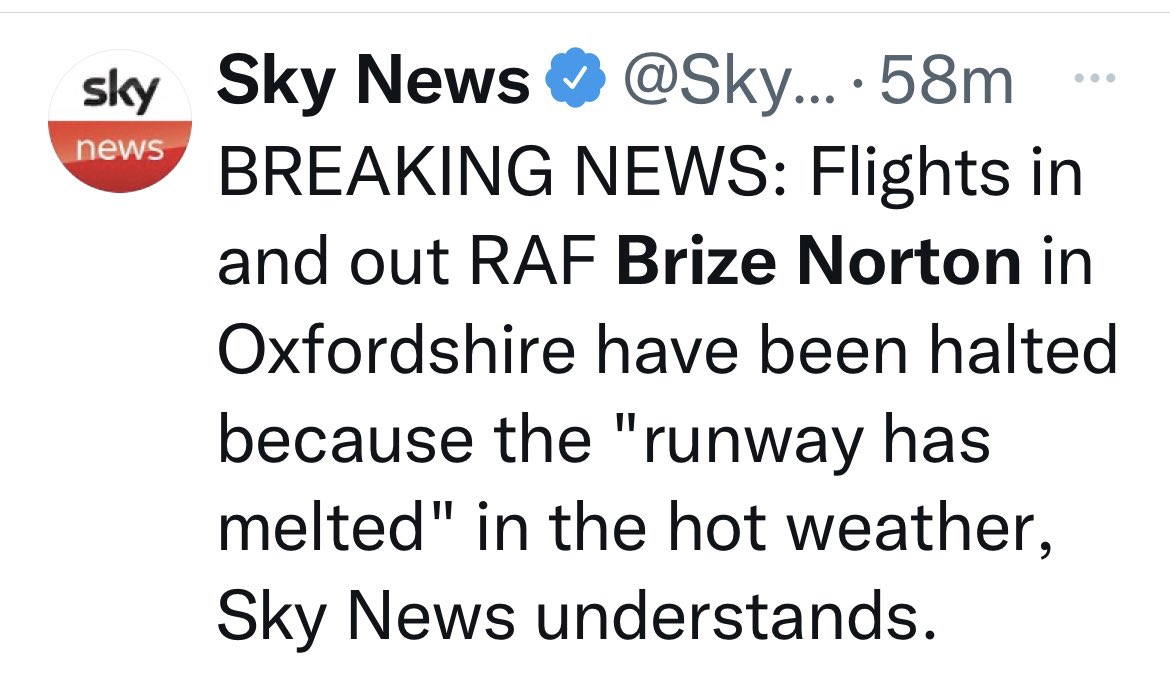 sky
news
Sky News @Sky... · 58m ...
BREAKING NEWS: Flights in
and out RAF Brize Norton in
Oxfordshire have been halted
because the "runway has
melted" in the hot weather,
Sky News understands.